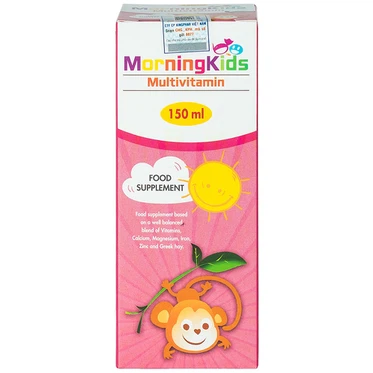 MorningKids
Multivitamin
150 ml
FOOD
SUPPLEMENT
Food supplement based
on a well balanced
blend of Vitamins,
Calcium, Magnesium, Iron,
Zinc and Greek hay.